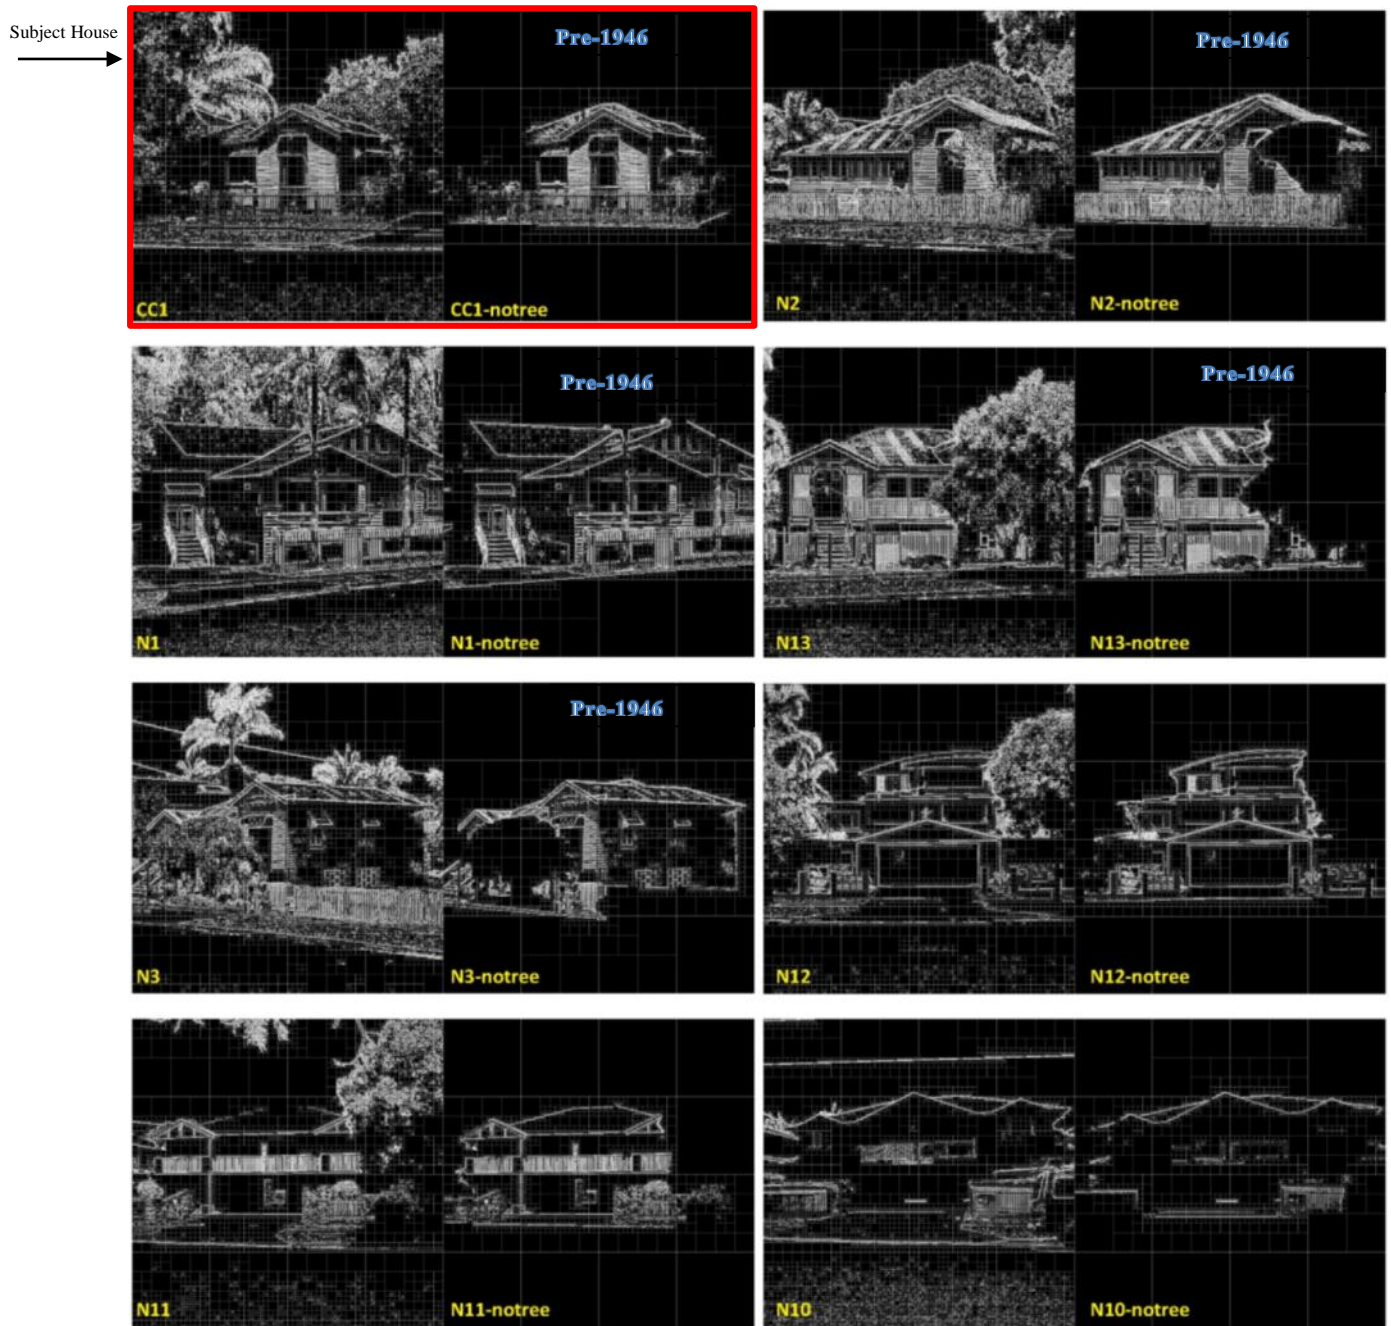 Subject House
Pre-1946
Pre-1946
CC1
CC1-notree
N2
N2-notree
Pre-1946
Pre-1946
N1
N1-notree
N13
N13-notree
Pre-1946
N3
N3-notree
N12
N12-notree
N11
N11-notree
N10
N10-notree